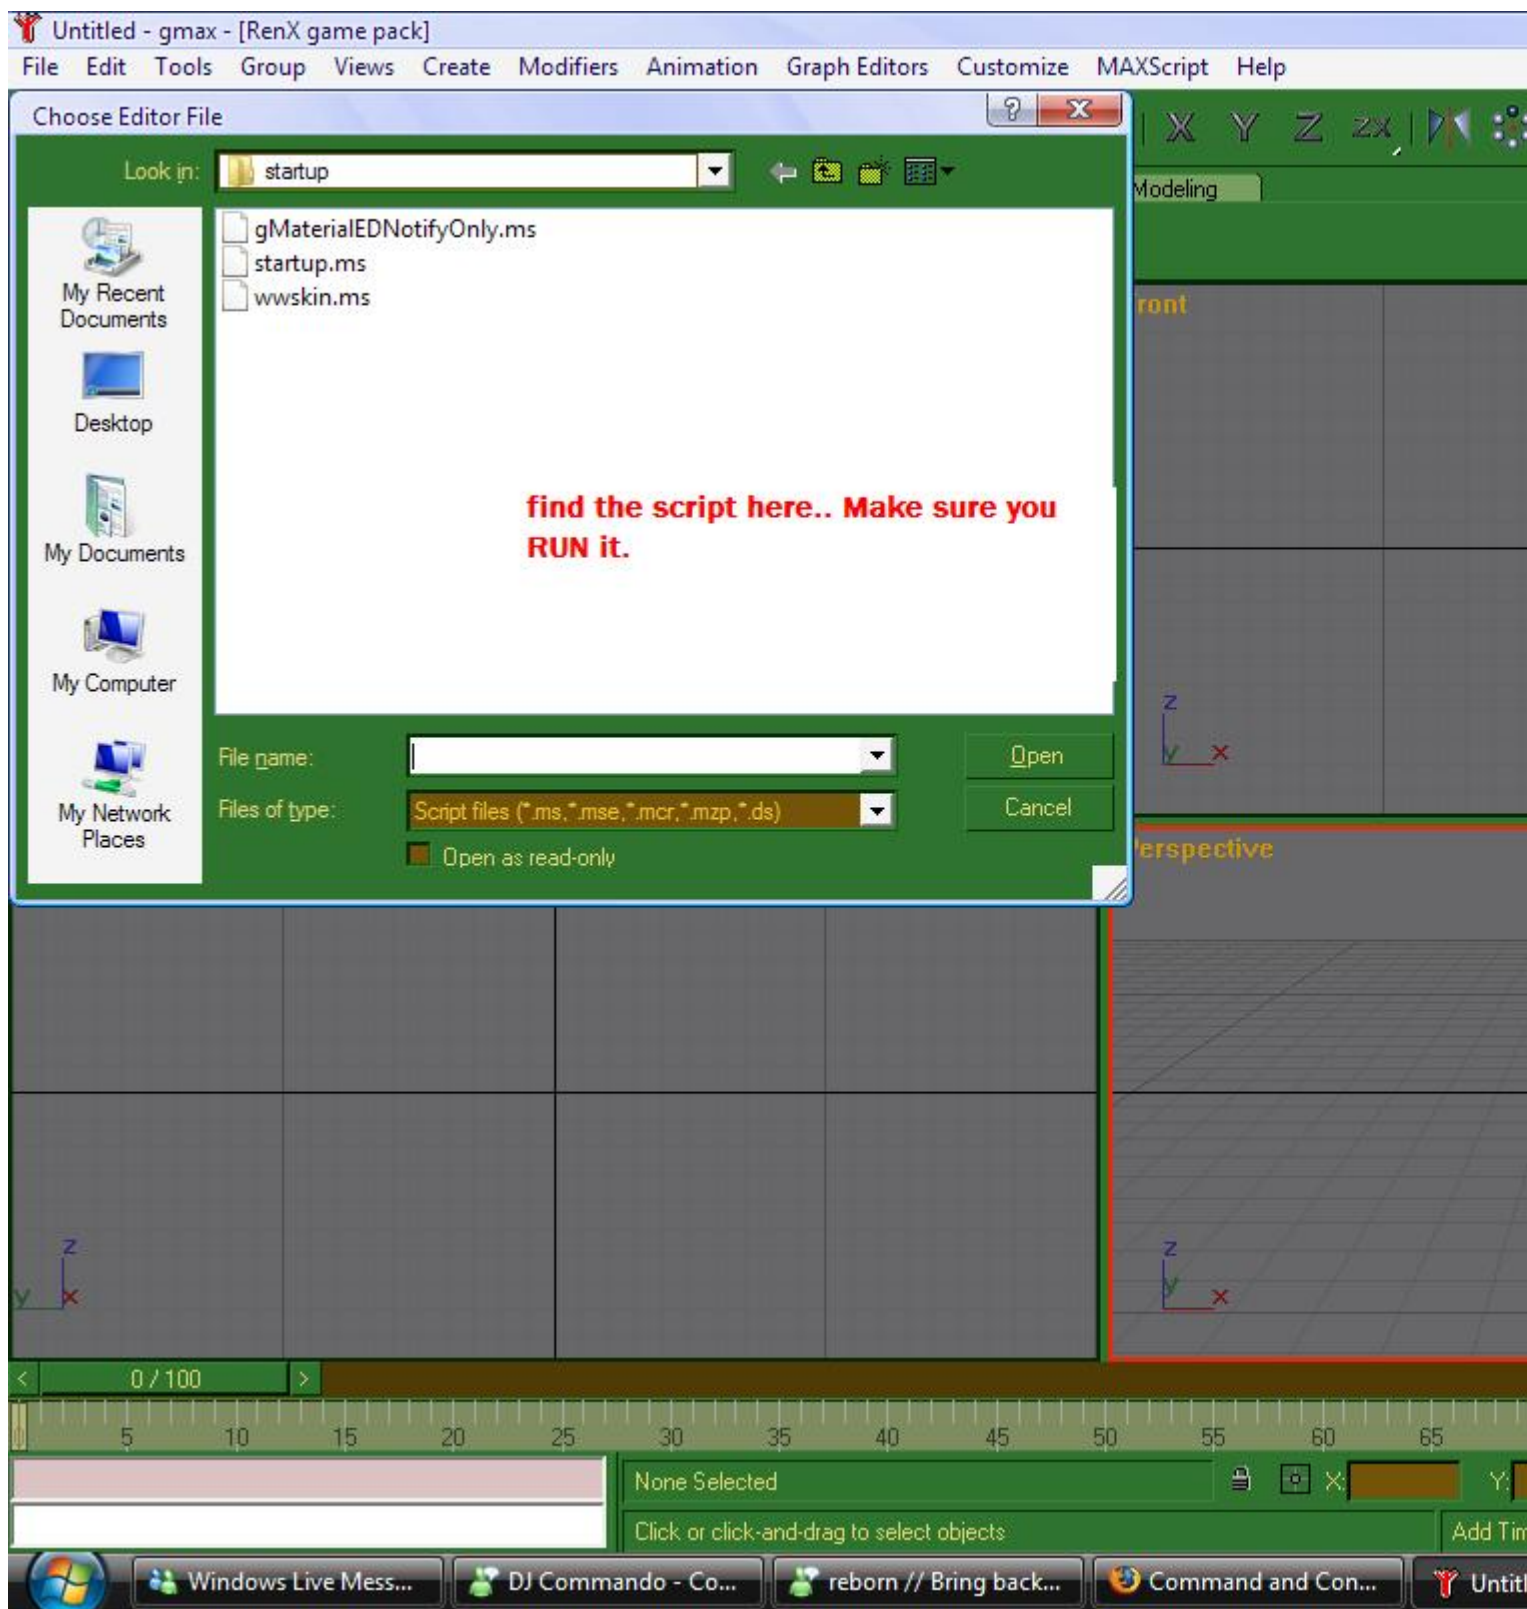 Untitled - gmax - [RenX game pack]
File Edit Tools Group Views Create Modifiers Animation Graph Editors Customize MAXScript Help
Choose Editor File
X Y Z ZX
Look in: startup
Modeling
gMaterialEDNotifyOnly.ms
startup.ms
wwskin.ms
My Recent
Documents
Desktop
My Documents
My Computer
My Network
Places
find the script here.. Make sure you
RUN it.
ront
z
y x
File name:
Open
Files of type: Script files (*.ms,*.mse,*.mcr,*.mzp,*.ds)
Cancel
Open as read-only
erspective
z
y x
z
y x
< 0 / 100 >
5 10 15 20 25 30 35 40 45 50 55 60 65
None Selected
X: Y:
Click or click-and-drag to select objects
Add Tim
Windows Live Mess... DJ Commando - Co... reborn // Bring back... Command and Con... Untitl